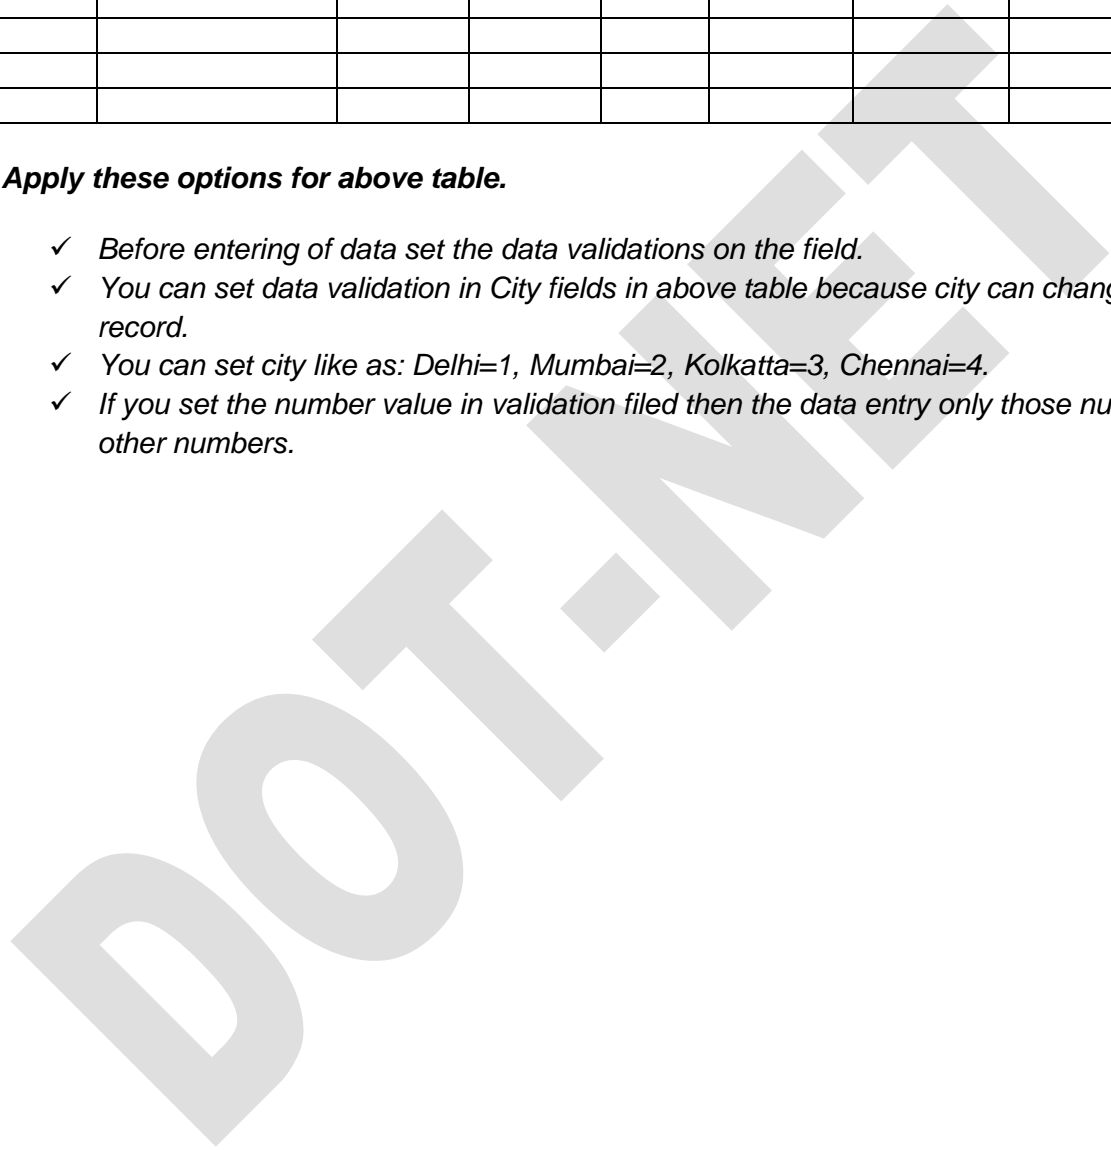 Apply these options for above table.
✓ Before entering of data set the data validations on the field.
✓ You can set data validation in City fields in above table because city can chang
record.
✓ You can set city like as: Delhi=1, Mumbai=2, Kolkatta=3, Chennai=4.
✓ If you set the number value in validation filed then the data entry only those nu
other numbers.
DOT-NET